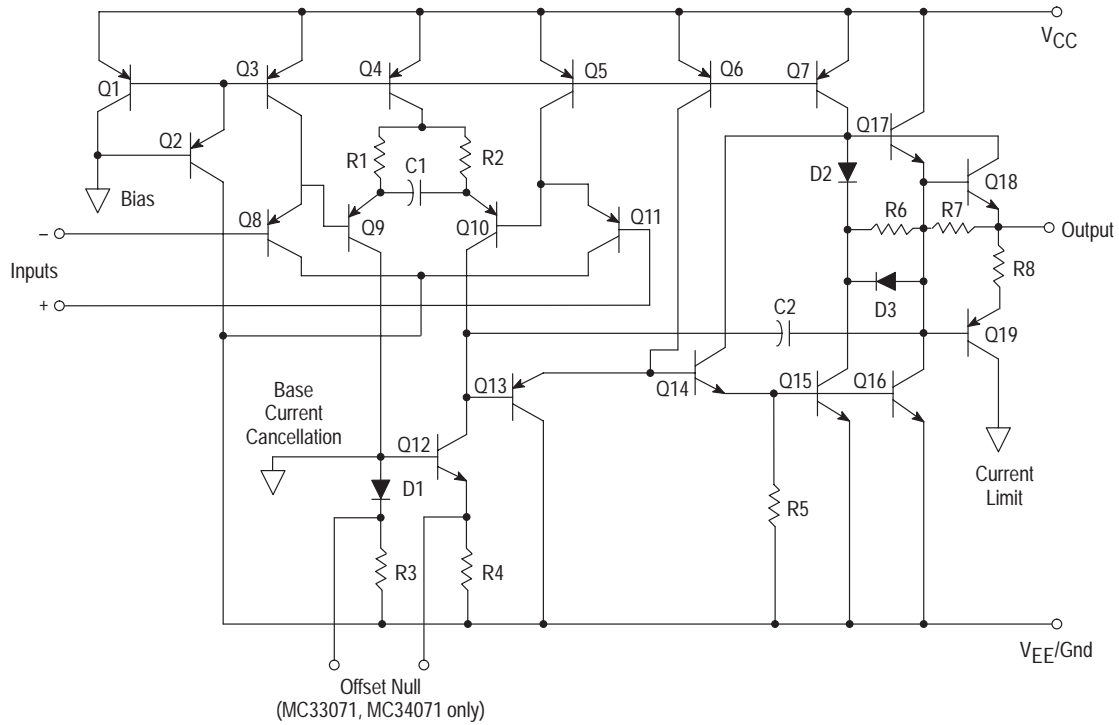 VCC
Q1
Q3
Q4
Q5
Q6
Q7
Q2
Q17
R1
C1
R2
D2
Q18
Bias
Q8
Q9
Q10
Q11
R6
R7
Output
–
Inputs
+
R8
D3
C2
Q19
Q13
Q14
Q15
Q16
Base
Current
Cancellation
Q12
D1
Current
Limit
R5
R3
R4
VEE/Gnd
Offset Null
(MC33071, MC34071 only)